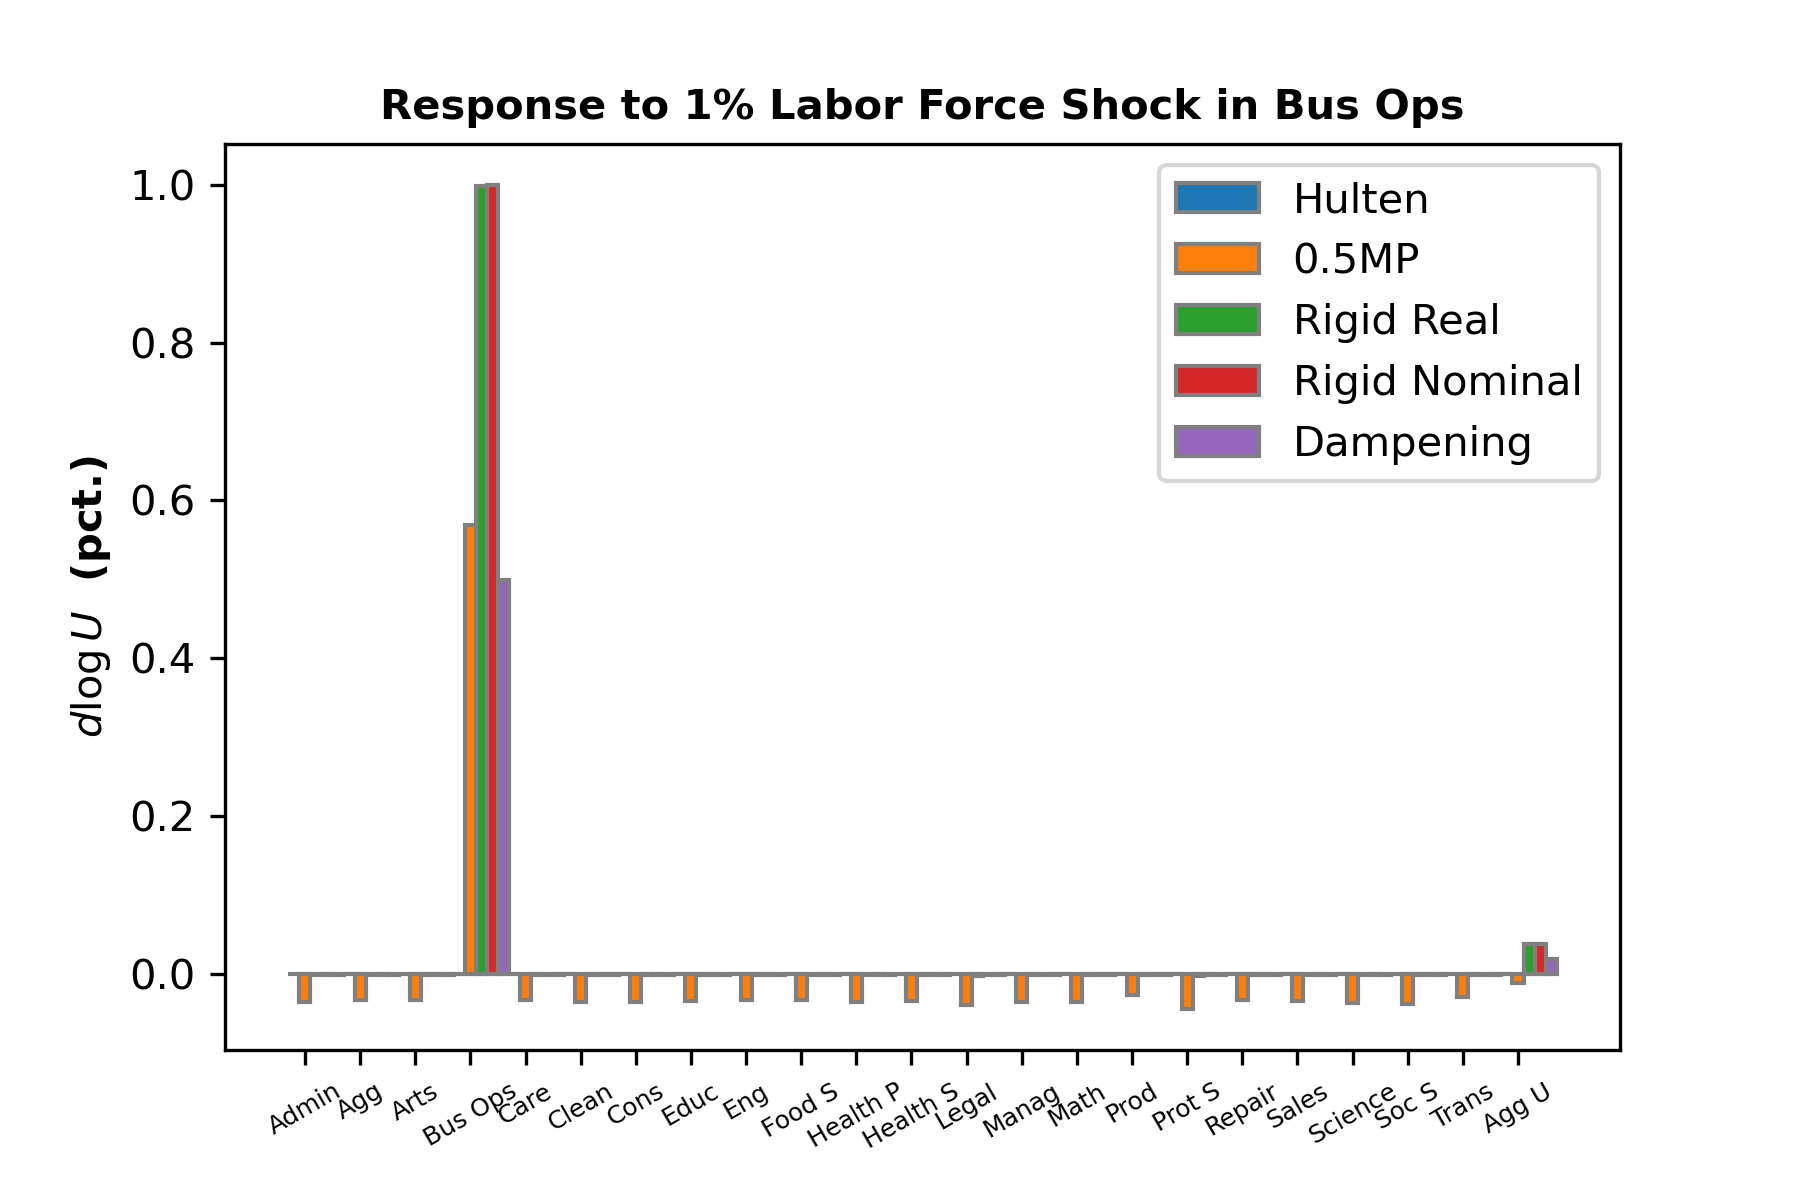 Response to 1% Labor Force Shock in Bus Ops
Hulten
0.5MP
Rigid Real
Rigid Nominal
Dampening
dlog U (pct.)
1.0
0.8
0.6
0.4
0.2
0.0
Admin
Agg
Arts
Bus Ops
Care
Clean
Cons
Educ
Eng
Food S
Health P
Health S
Legal
Manag
Math
Prod
Prot S
Repair
Sales
Science
Soc S
Trans
Agg U